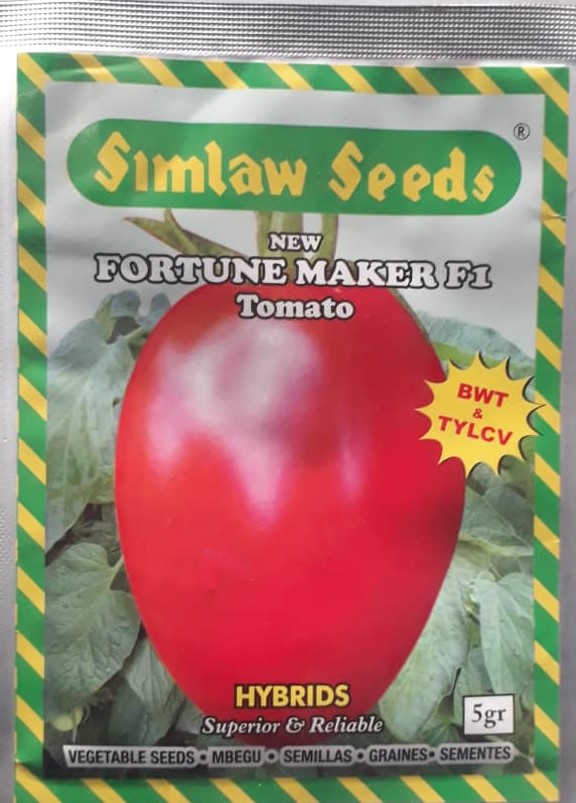 Simlaw Seeds ®
NEW
FORTUNE MAKER F1
Tomato
BWT
&
TYLCV
HYBRIDS
Superior & Reliable
5gr
VEGETABLE SEEDS • MBEGU • SEMILLAS • GRAINES • SEMENTES